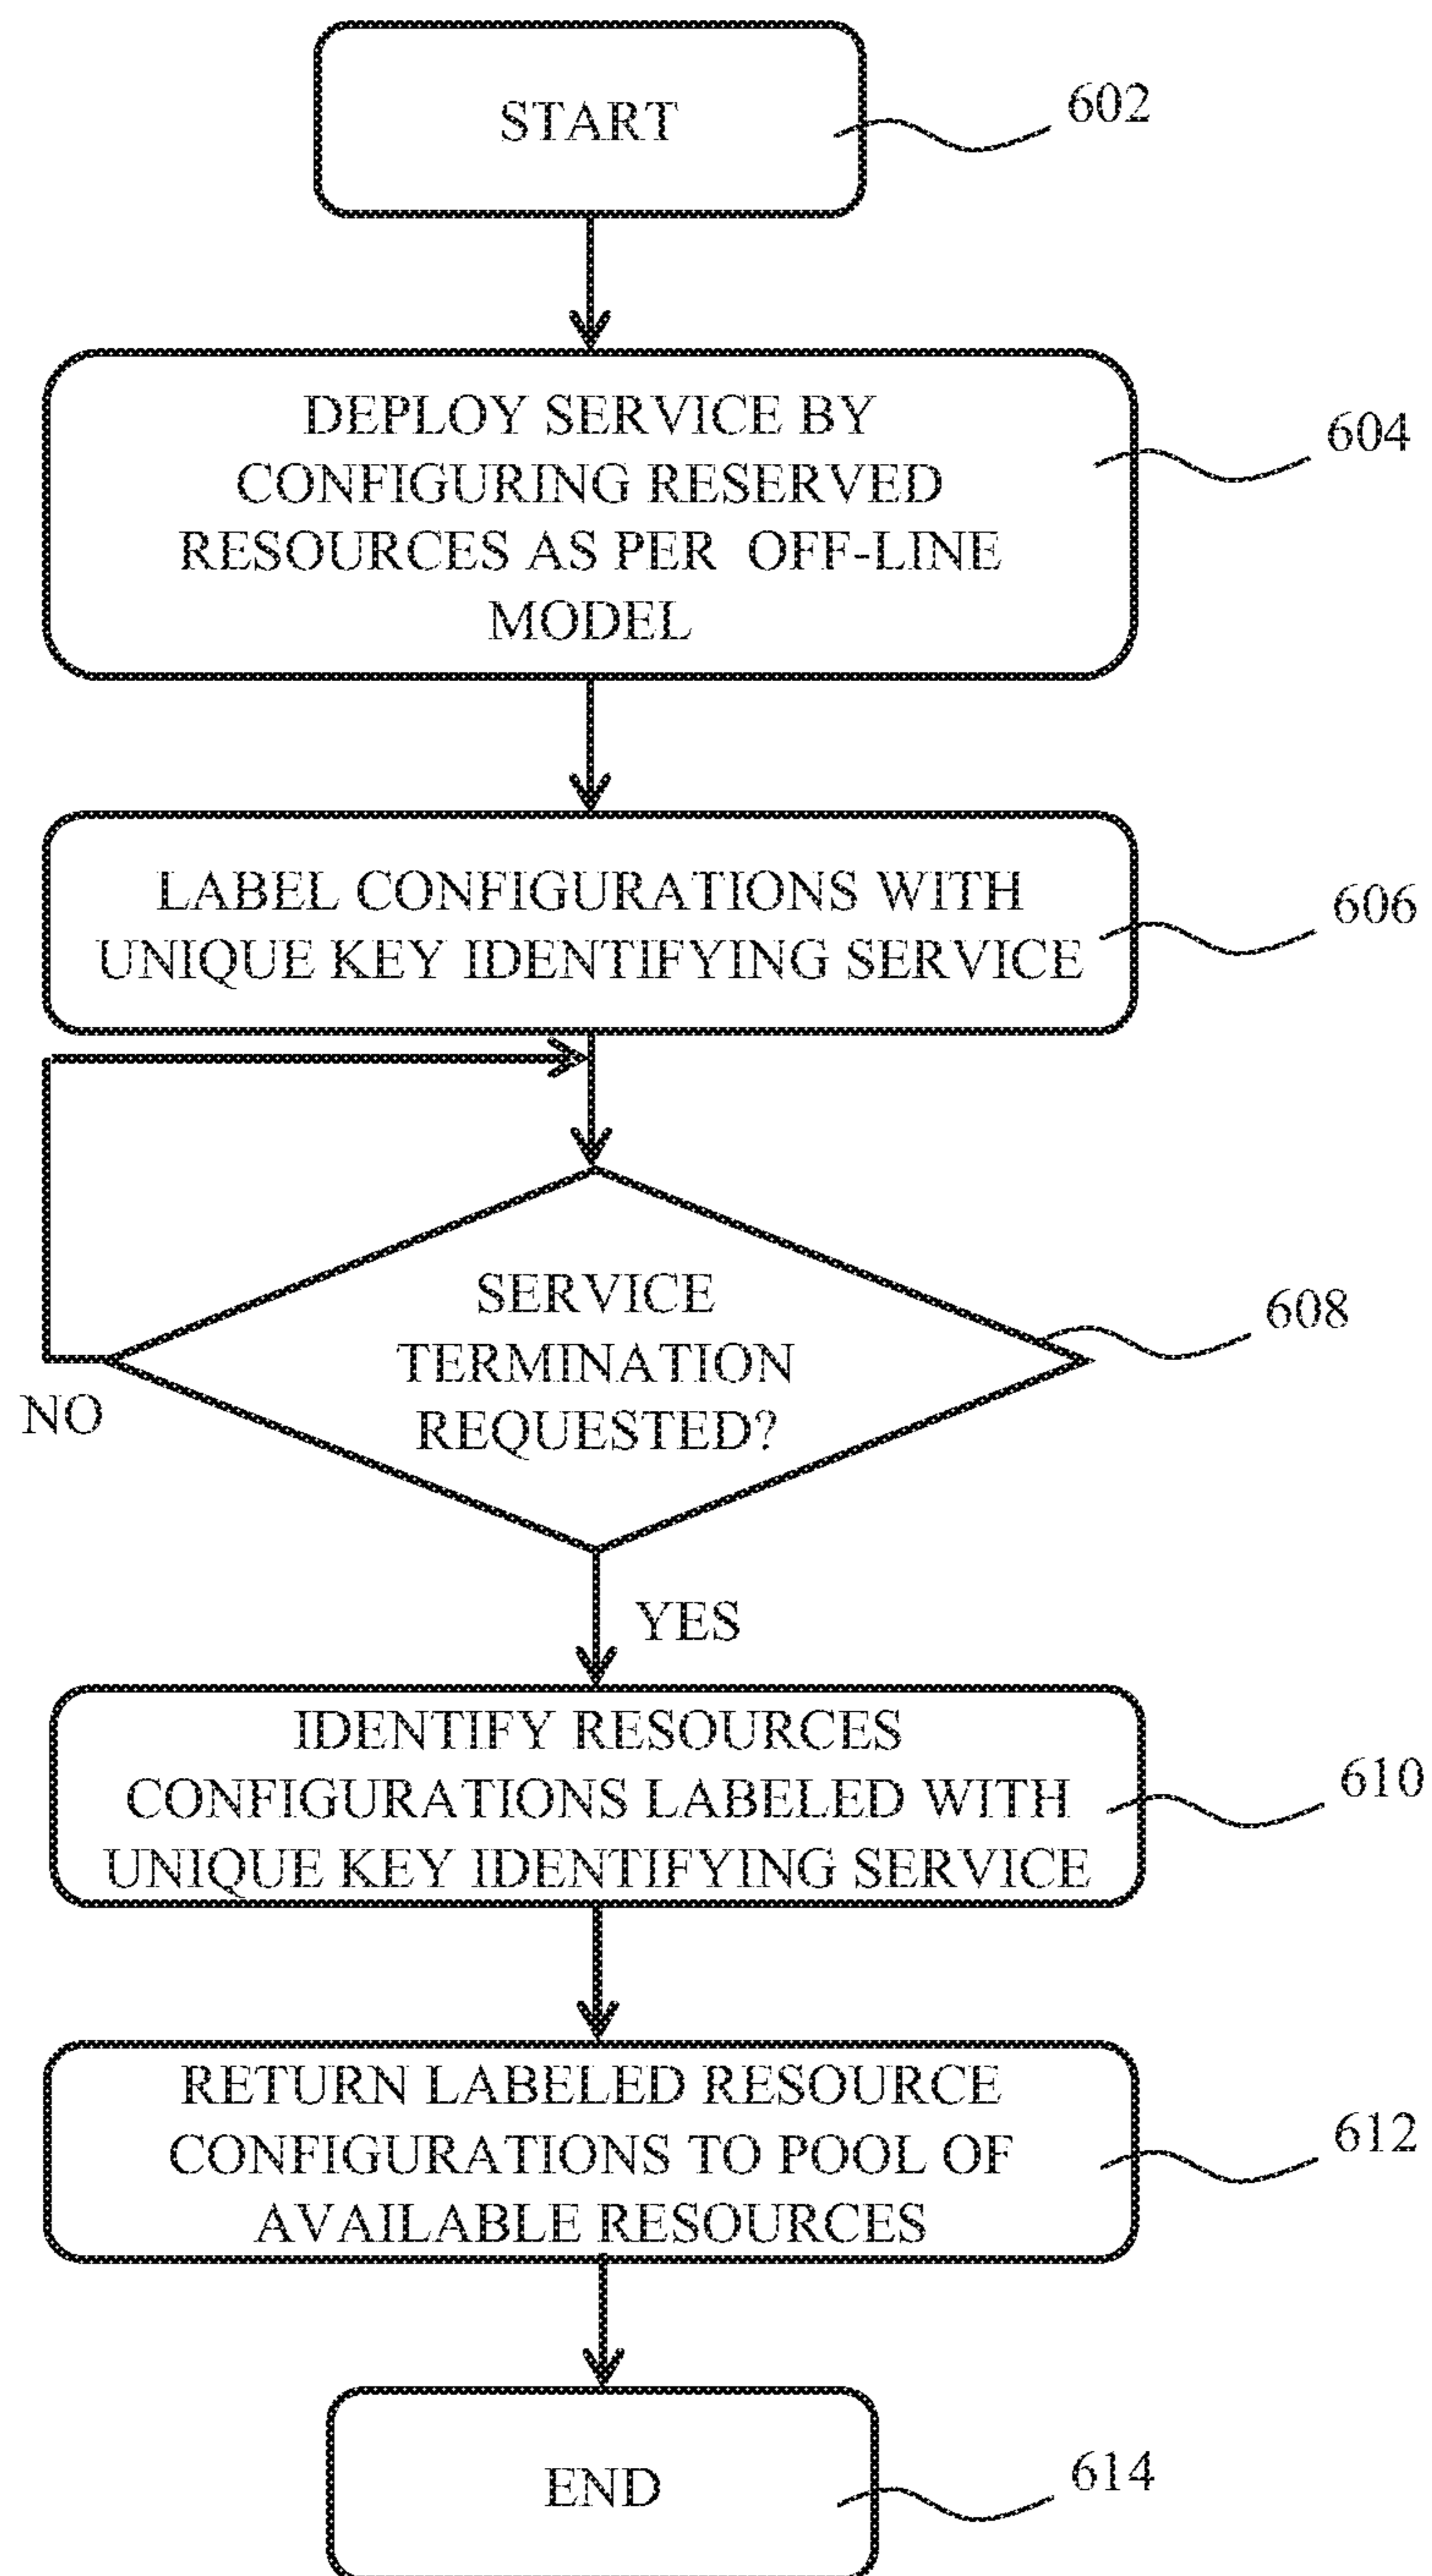 START
602
DEPLOY SERVICE BY
CONFIGURING RESERVED
RESOURCES AS PER OFF-LINE
MODEL
604
LABEL CONFIGURATIONS WITH
UNIQUE KEY IDENTIFYING SERVICE
606
SERVICE
TERMINATION
REQUESTED?
608
NO
YES
IDENTIFY RESOURCES
CONFIGURATIONS LABELED WITH
UNIQUE KEY IDENTIFYING SERVICE
610
RETURN LABELED RESOURCE
CONFIGURATIONS TO POOL OF
AVAILABLE RESOURCES
612
END
614